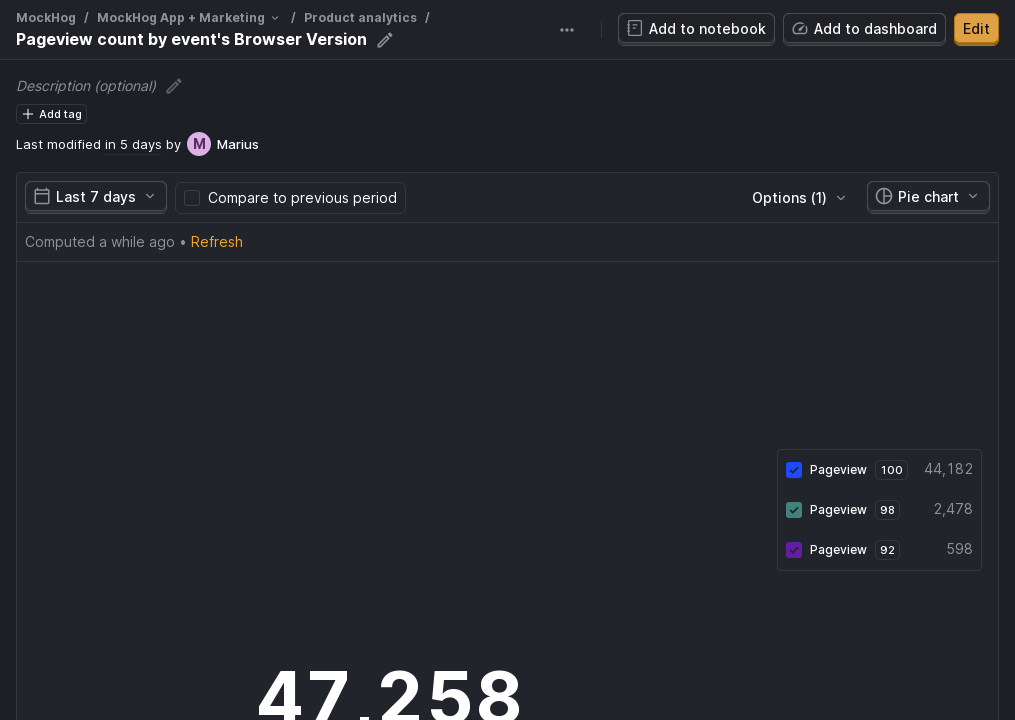 MockHog / MockHog App + Marketing / Product analytics /
Pageview count by event's Browser Version
Add to notebook
Add to dashboard
Edit
Description (optional)
Add tag
Last modified in 5 days by M Marius
Last 7 days
Compare to previous period
Options (1)
Pie chart
Computed a while ago • Refresh
Pageview 100 44,182
Pageview 98 2,478
Pageview 92 598
47,258